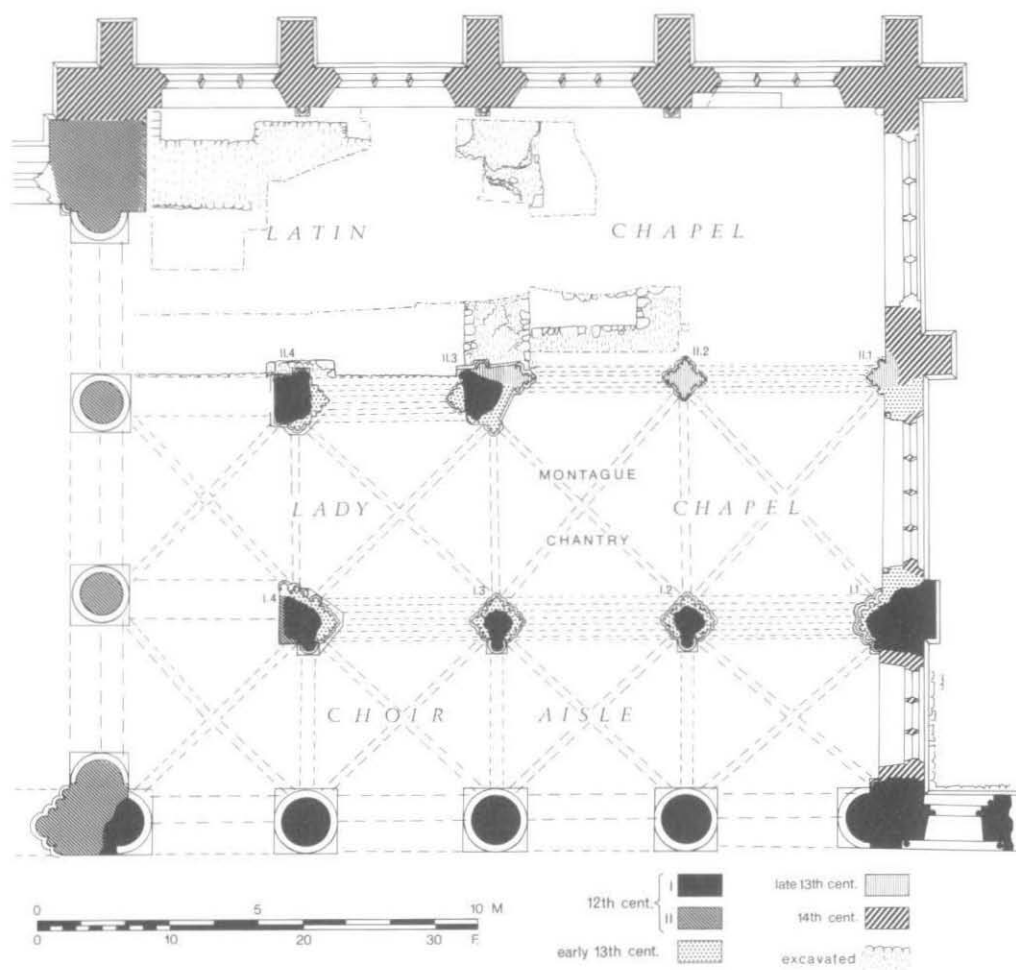 LATIN CHAPEL
II.4 II.3 II.2 II.1
MONTAGUE
LADY CHAPEL
CHANTRY
I.4 I.3 I.2 I.1
CHOIR AISLE
0 5 10 M
0 10 20 30 F.
12th cent. I
II
early 13th cent.
late 13th cent.
14th cent.
excavated